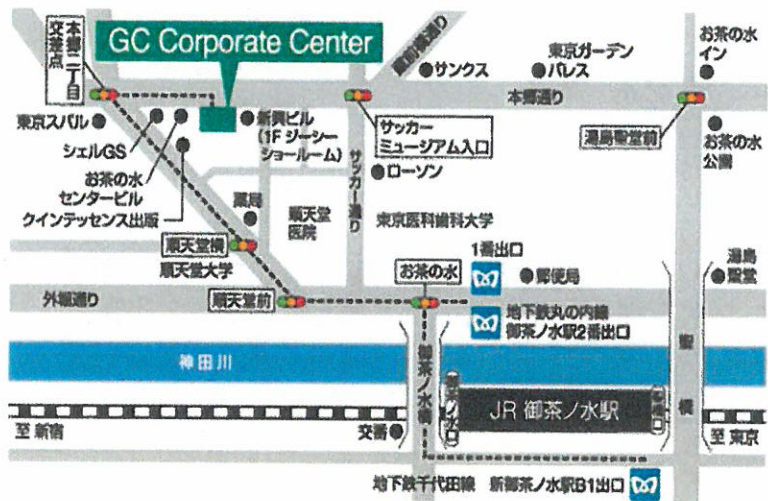 GC Corporate Center
本郷二丁目
交差点
サンクス
東京ガーデン
パレス
お茶の水
イン
本郷通り
東京スバル
シェルGS
お茶の水
センタービル
クインテッセンス出版
新興ビル
(1F ジーシー
ショールーム)
サッカー
ミュージアム入口
湯島聖堂前
お茶の水
公園
ローソン
サッカー通り
薬局
順天堂
医院
東京医科歯科大学
順天堂横
順天堂大学
1番出口
お茶の水
郵便局
湯島
聖堂
外堀通り
順天堂前
地下鉄丸の内線
御茶ノ水駅2番出口
神田川
御茶ノ水橋
聖橋
JR 御茶ノ水駅
至 新宿
交番
至 東京
地下鉄千代田線 新御茶ノ水駅B1出口